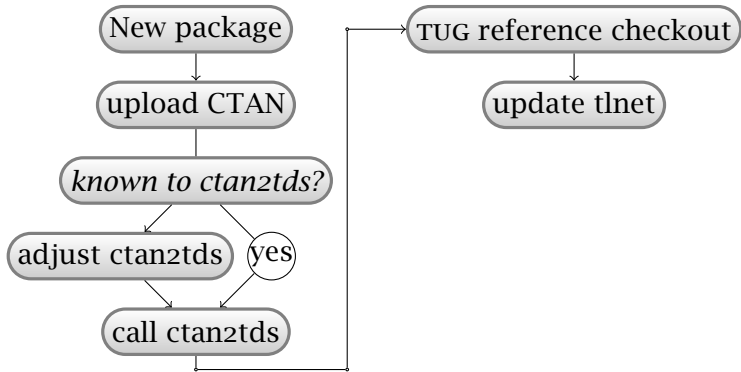 New package
upload CTAN
known to ctan2tds?
adjust ctan2tds
yes
call ctan2tds
TUG reference checkout
update tlnet